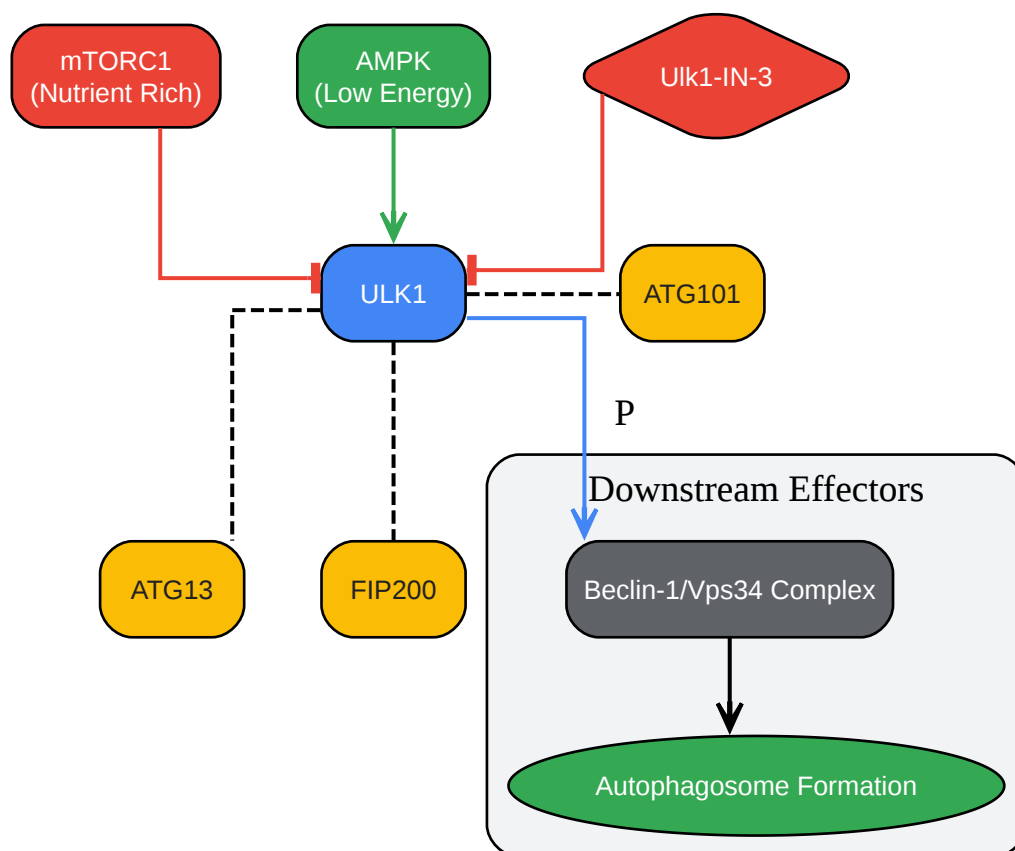 mTORC1
(Nutrient Rich)
AMPK
(Low Energy)
Ulk1-IN-3
ULK1
ATG101
P
Downstream Effectors
ATG13
FIP200
Beclin-1/Vps34 Complex
Autophagosome Formation